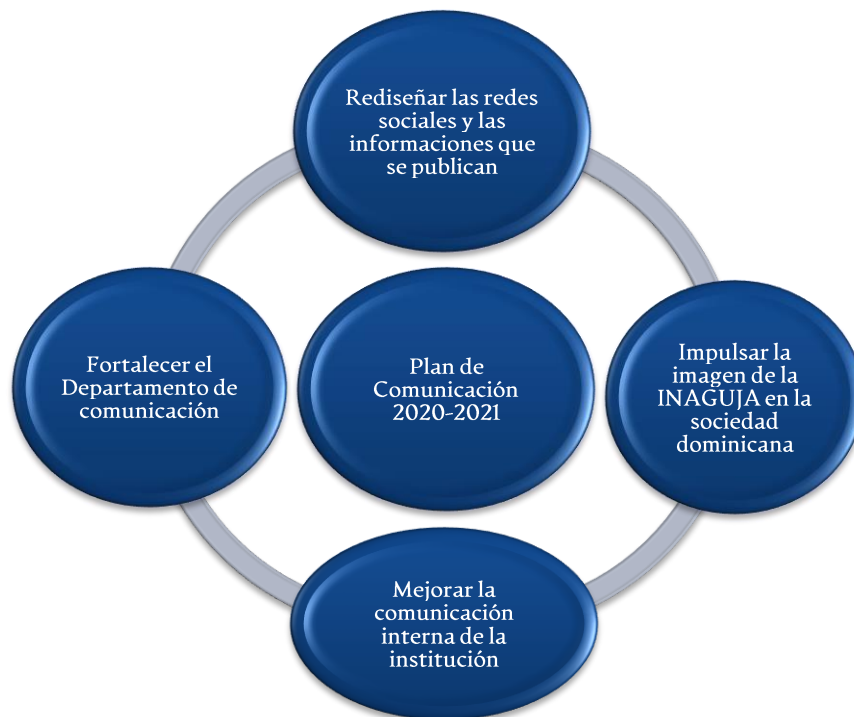 Rediseñar las redes
sociales y las
informaciones que
se publican
Fortalecer el
Departamento de
comunicación
Plan de
Comunicación
2020-2021
Impulsar la
imagen de la
INAGUJA en la
sociedad
dominicana
Mejorar la
comunicación
interna de la
institución